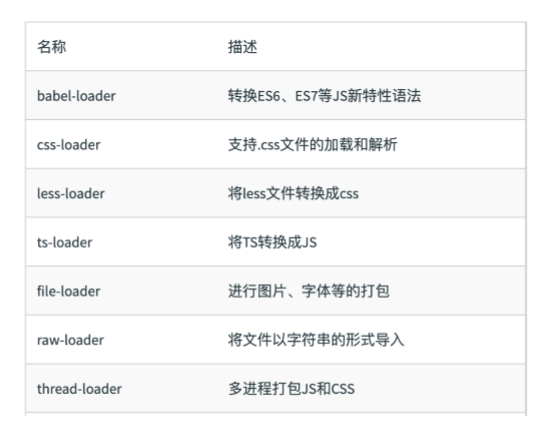 名称 描述
babel-loader 转换ES6、ES7等JS新特性语法
css-loader 支持.css文件的加载和解析
less-loader 将less文件转换成css
ts-loader 将TS转换成JS
file-loader 进行图片、字体等的打包
raw-loader 将文件以字符串的形式导入
thread-loader 多进程打包JS和CSS